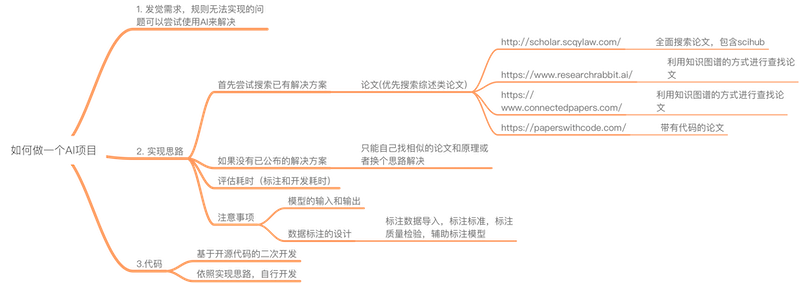 如何做一个AI项目
1. 发觉需求，规则无法实现的问
题可以尝试使用AI来解决
2. 实现思路
首先尝试搜索已有解决方案
论文(优先搜索综述类论文)
http://scholar.scqylaw.com/
全面搜索论文，包含scihub
https://www.researchrabbit.ai/
利用知识图谱的方式进行查找论
文
https://
www.connectedpapers.com/
利用知识图谱的方式进行查找论
文
https://paperswithcode.com/
带有代码的论文
如果没有已公布的解决方案
只能自己找相似的论文和原理或
者换个思路解决
评估耗时（标注和开发耗时）
注意事项
模型的输入和输出
数据标注的设计
标注数据导入，标注标准，标注
质量检验，辅助标注模型
3.代码
基于开源代码的二次开发
依照实现思路，自行开发